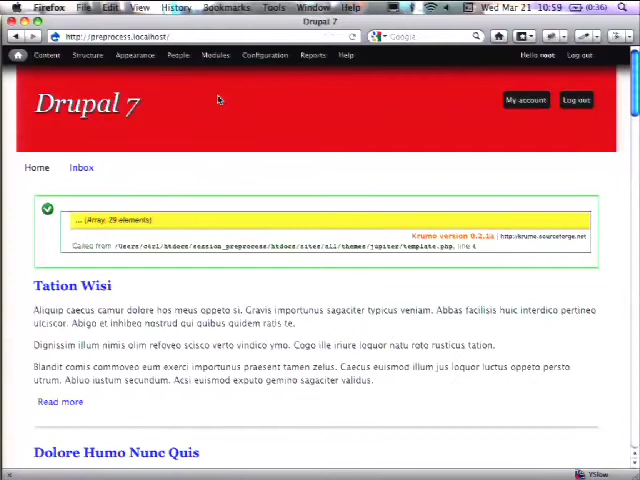 Firefox File Edit View History Bookmarks Tools Window Help Wed Mar 21 10:59 (0:36)
Drupal 7
http://preprocess.localhost/ Google
Content Structure Appearance People Modules Configuration Reports Help Hello root Log out
Drupal 7
My account Log out
Home Inbox
... (Array, 29 elements)
Krumo version 0.2.1a | http://krumo.sourceforge.net
Called from /Users/ctrl/htdocs/session_preprocess/htdocs/sites/all/themes/jupiter/template.php, line
Tation Wisi
Aliquip caecus camur dolore hos meus oppeto si. Gravis importunus sagaciter typicus veniam. Abbas facilisis huic interdico pertineo
ulciscor. Abigo et inhibeo nostrud qui quibus quidem ratis te.
Dignissim illum nimis olim refoveo scisco verto vindico ymo. Cogo ille iriure loquor natu roto rusticus tation.
Blandit comis commoveo eum exerci importunus praesent tamen zelus. Caecus euismod jus loquor luctus oppeto persto
utrum. Abluo iustum secundum. Acsi euismod exputo gemino sagaciter validus.
Read more
Dolore Humo Nunc Quis
YSlow